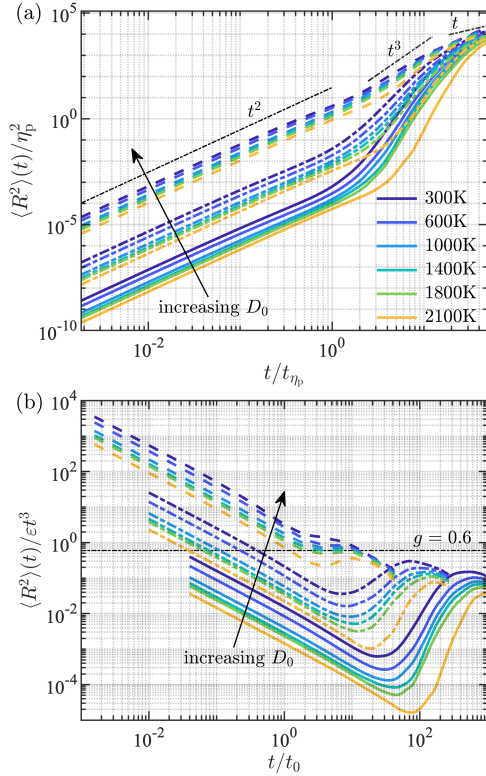 (a)
10^5
t
t^3
10^0
t^2
⟨R^2⟩(t)/η_p^2
10^-5
300K
600K
1000K
1400K
1800K
2100K
increasing D_0
10^-10
10^-2
10^0
t/t_{η_p}
(b)
10^4
10^2
g = 0.6
10^0
⟨R^2⟩(t)/εt^3
10^-2
increasing D_0
10^-4
10^-2
10^0
10^2
t/t_0